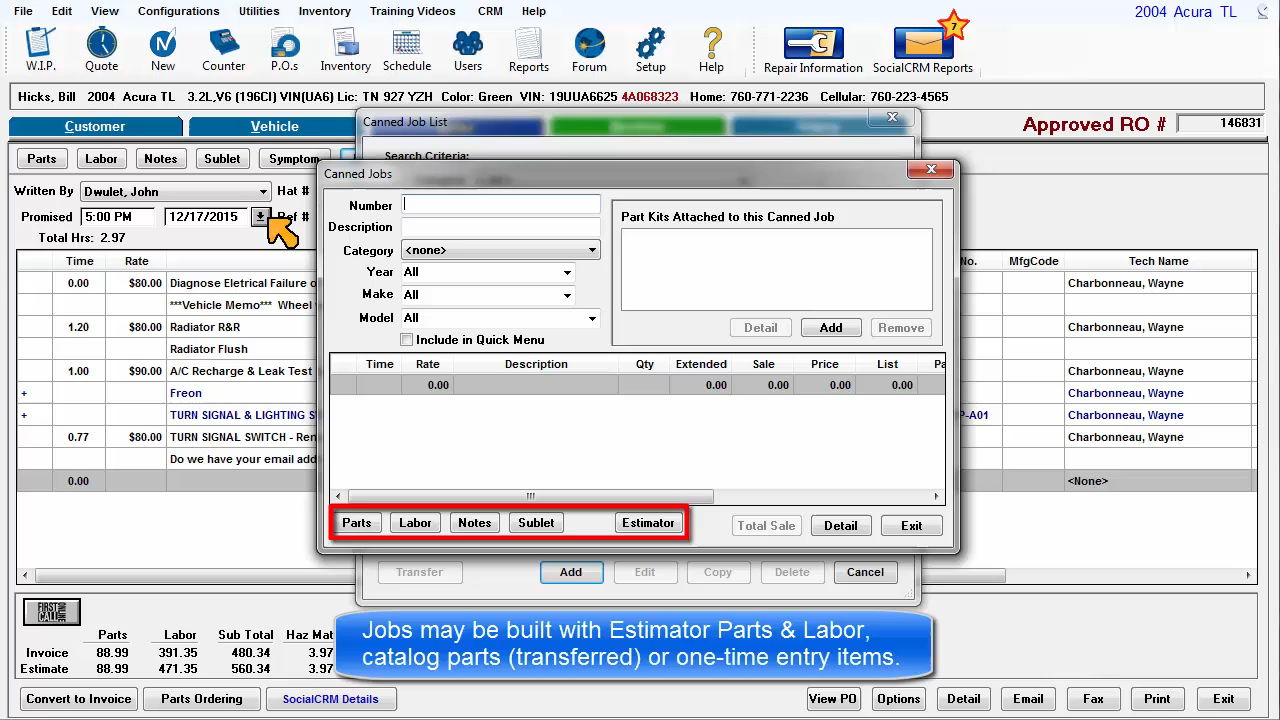 File Edit View Configurations Utilities Inventory Training Videos CRM Help 2004 Acura TL
7
W.I.P. Quote New Counter P.O.s Inventory Schedule Users Reports Forum Setup Help Repair Information SocialCRM Reports
Hicks, Bill 2004 Acura TL 3.2L,V6 (196CI) VIN(UA6) Lic: TN 927 YZH Color: Green VIN: 19UUA6625 4A068323 Home: 760-771-2236 Cellular: 760-223-4565
Customer Vehicle
Approved RO # 146831
Canned Job List
Search Criteria:
Parts Labor Notes Sublet Symptom
Written By Dwulet, John Hat #
Promised 5:00 PM 12/17/2015 Ref #
Total Hrs: 2.97
Time Rate No. MfgCode Tech Name
0.00 $80.00 Diagnose Eletrical Failure o Charbonneau, Wayne
***Vehicle Memo*** Wheel
1.20 $80.00 Radiator R&R Charbonneau, Wayne
Radiator Flush
1.00 $90.00 A/C Recharge & Leak Test Charbonneau, Wayne
+ Freon Charbonneau, Wayne
+ TURN SIGNAL & LIGHTING S P-A01 Charbonneau, Wayne
0.77 $80.00 TURN SIGNAL SWITCH - Ren Charbonneau, Wayne
Do we have your email add
0.00 <None>
Canned Jobs
Number
Description
Category <none>
Year All
Make All
Model All
Include in Quick Menu
Part Kits Attached to this Canned Job
Detail Add Remove
Time Rate Description Qty Extended Sale Price List Pa
0.00 0.00 0.00 0.00 0.00
Parts Labor Notes Sublet Estimator Total Sale Detail Exit
Transfer Add Edit Copy Delete Cancel
Jobs may be built with Estimator Parts & Labor,
catalog parts (transferred) or one-time entry items.
FIRST CALL
Parts Labor Sub Total Haz Mat
Invoice 88.99 391.35 480.34 3.97
Estimate 88.99 471.35 560.34 3.97
Convert to Invoice Parts Ordering SocialCRM Details View PO Options Detail Email Fax Print Exit